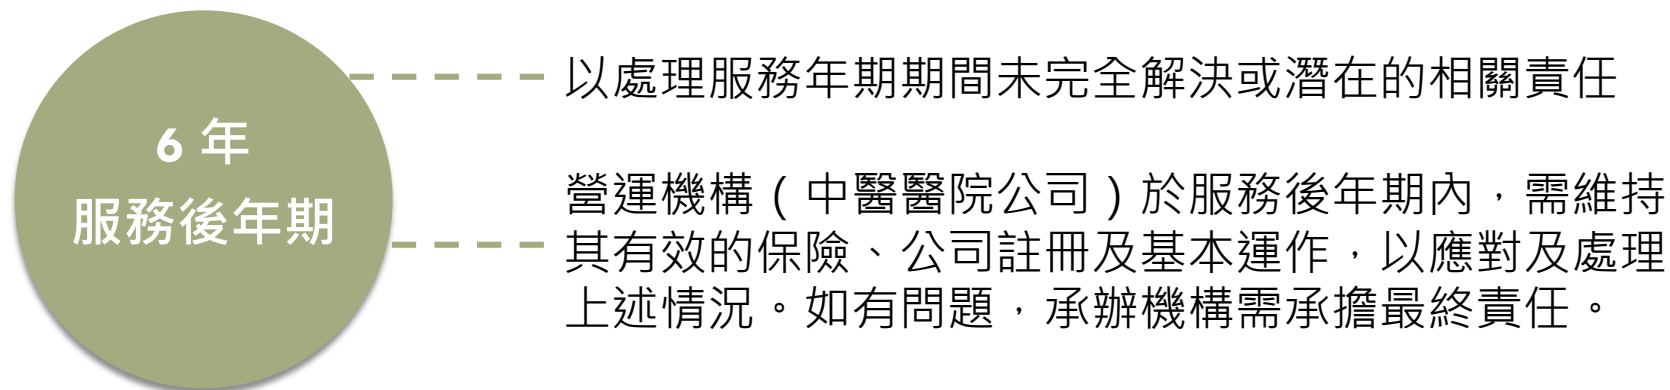 6 年
服務後年期
以處理服務年期期間未完全解決或潛在的相關責任
營運機構（中醫醫院公司）於服務後年期內，需維持
其有效的保險、公司註冊及基本運作，以應對及處理
上述情況。如有問題，承辦機構需承擔最終責任。